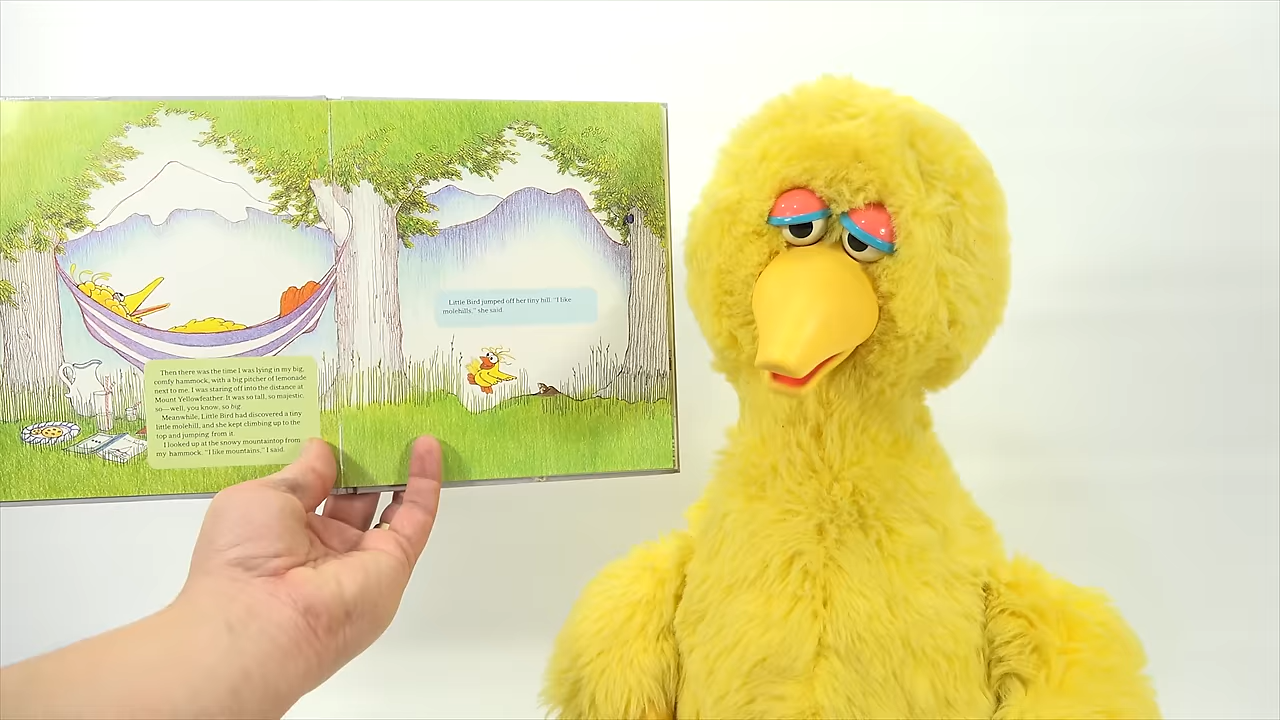 Then there was the time I was lying in my big,
comfy hammock, with a big pitcher of lemonade
next to me. I was staring off into the distance at
Mount Yellowfeather. It was so tall, so majestic,
so—well, you know, so big.
Meanwhile, Little Bird had discovered a tiny
little molehill, and she kept climbing up to the
top and jumping from it.
I looked up at the snowy mountaintop from
my hammock. "I like mountains," I said.
Little Bird jumped off her tiny hill. "I like
molehills," she said.